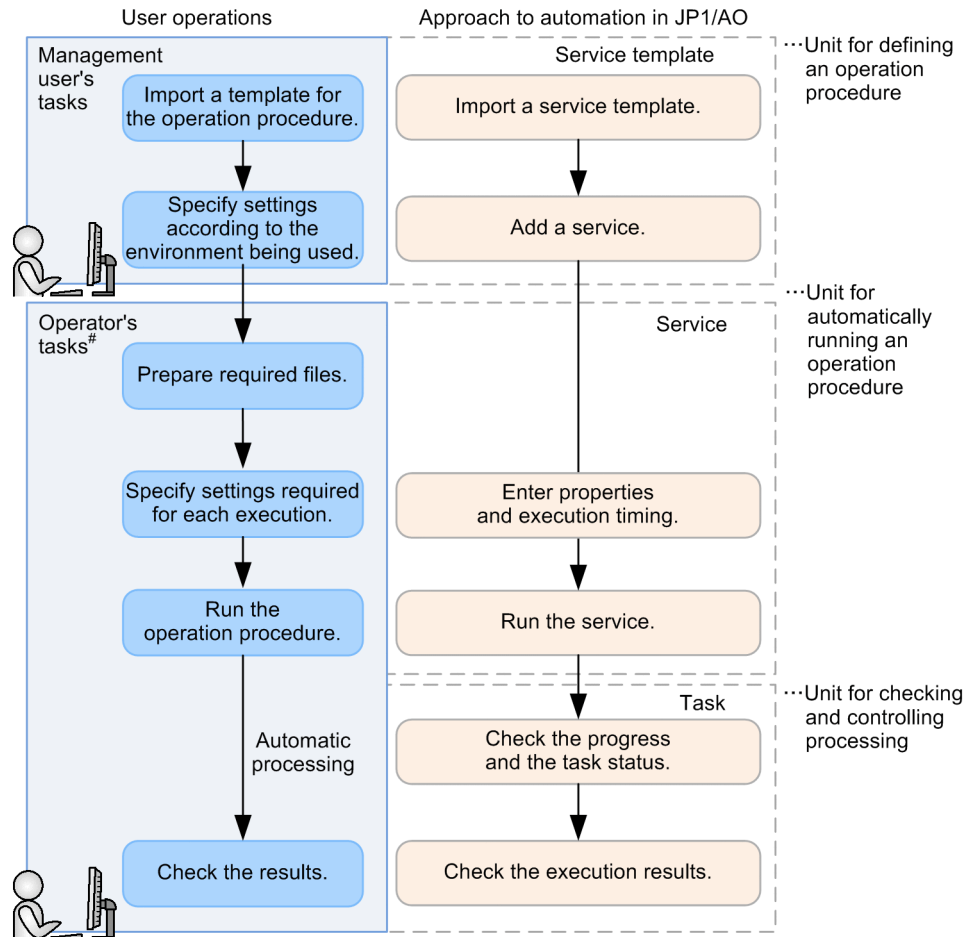 User operations
Approach to automation in JP1/AO
Management
user's
tasks
Import a template for
the operation procedure.
Specify settings
according to the
environment being used.
Service template
Import a service template.
Add a service.
…Unit for defining
an operation
procedure
Operator's
tasks#
Prepare required files.
Specify settings required
for each execution.
Run the
operation procedure.
Automatic
processing
Check the results.
Service
Enter properties
and execution timing.
Run the service.
…Unit for
automatically
running an
operation
procedure
Task
Check the progress
and the task status.
Check the execution results.
…Unit for checking
and controlling
processing